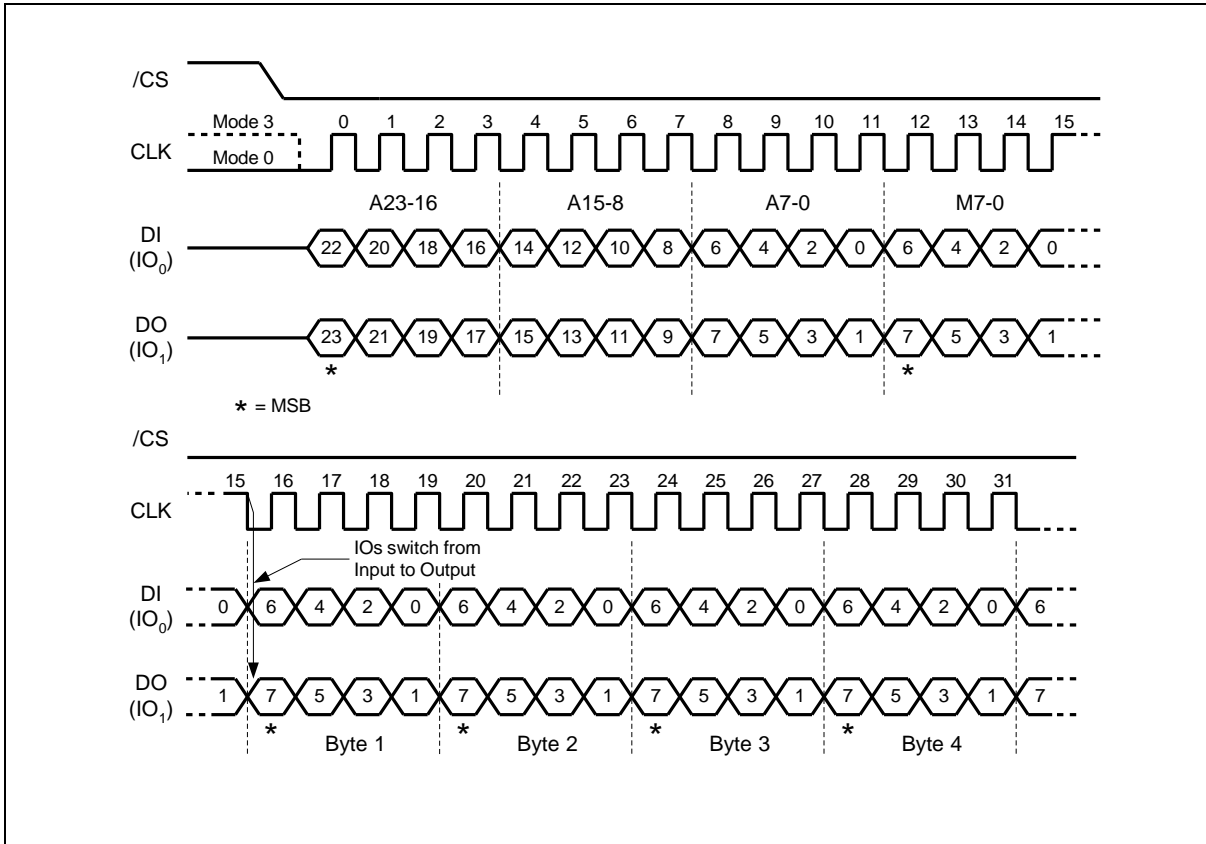 /CS
Mode 3 0 1 2 3 4 5 6 7 8 9 10 11 12 13 14 15
CLK
Mode 0
A23-16 A15-8 A7-0 M7-0
DI
(IO0)
22 20 18 16 14 12 10 8 6 4 2 0 6 4 2 0
DO
(IO1)
23 21 19 17 15 13 11 9 7 5 3 1 7 5 3 1
* *
* = MSB
/CS
15 16 17 18 19 20 21 22 23 24 25 26 27 28 29 30 31
CLK
IOs switch from
Input to Output
DI
(IO0)
0 6 4 2 0 6 4 2 0 6 4 2 0 6 4 2 0 6
DO
(IO1)
1 7 5 3 1 7 5 3 1 7 5 3 1 7 5 3 1 7
* * * *
Byte 1 Byte 2 Byte 3 Byte 4